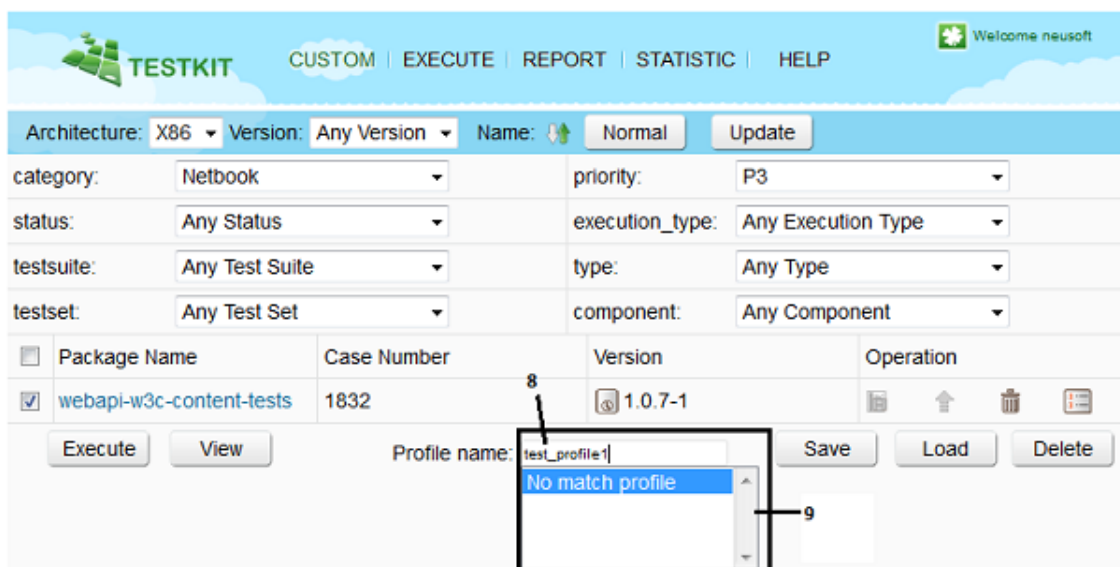 Welcome neusoft
TESTKIT
CUSTOM | EXECUTE | REPORT | STATISTIC | HELP
Architecture: X86 Version: Any Version Name: Normal Update
category: Netbook priority: P3
status: Any Status execution_type: Any Execution Type
testsuite: Any Test Suite type: Any Type
testset: Any Test Set component: Any Component
Package Name Case Number Version Operation
8
webapi-w3c-content-tests 1832 1.0.7-1
Execute View Profile name: test_profile1 Save Load Delete
No match profile
9